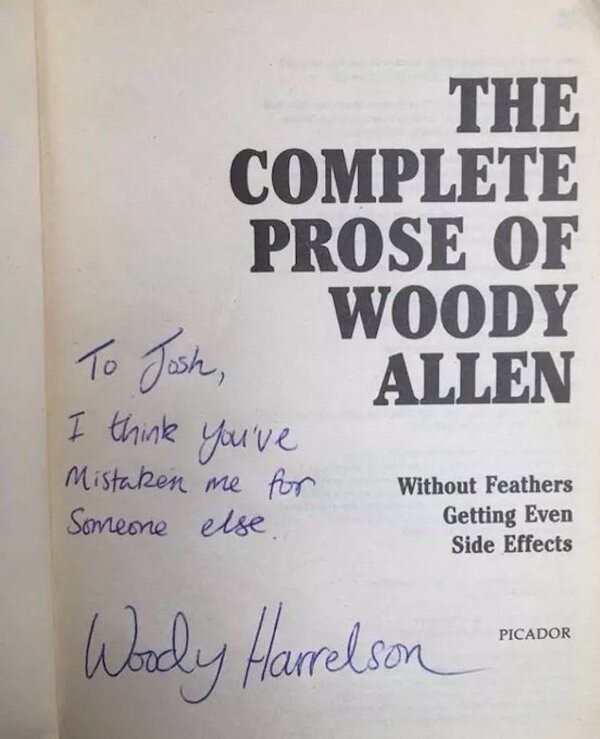 THE
COMPLETE
PROSE OF
WOODY
ALLEN
To Josh,
I think you've
Mistaken me for
Someone else.
Without Feathers
Getting Even
Side Effects
Woody Harrelson
PICADOR